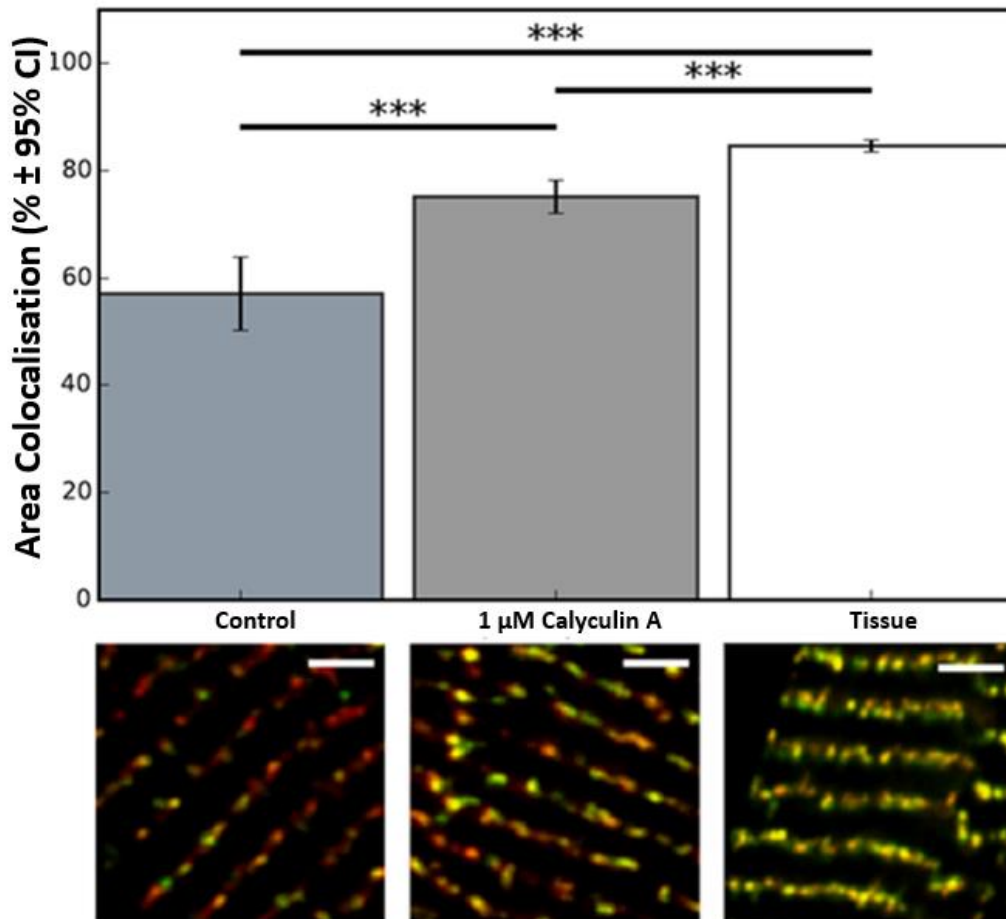 Area Colocalisation (% ± 95% CI)
100
80
60
40
20
0
***
***
***
Control
1 µM Calyculin A
Tissue